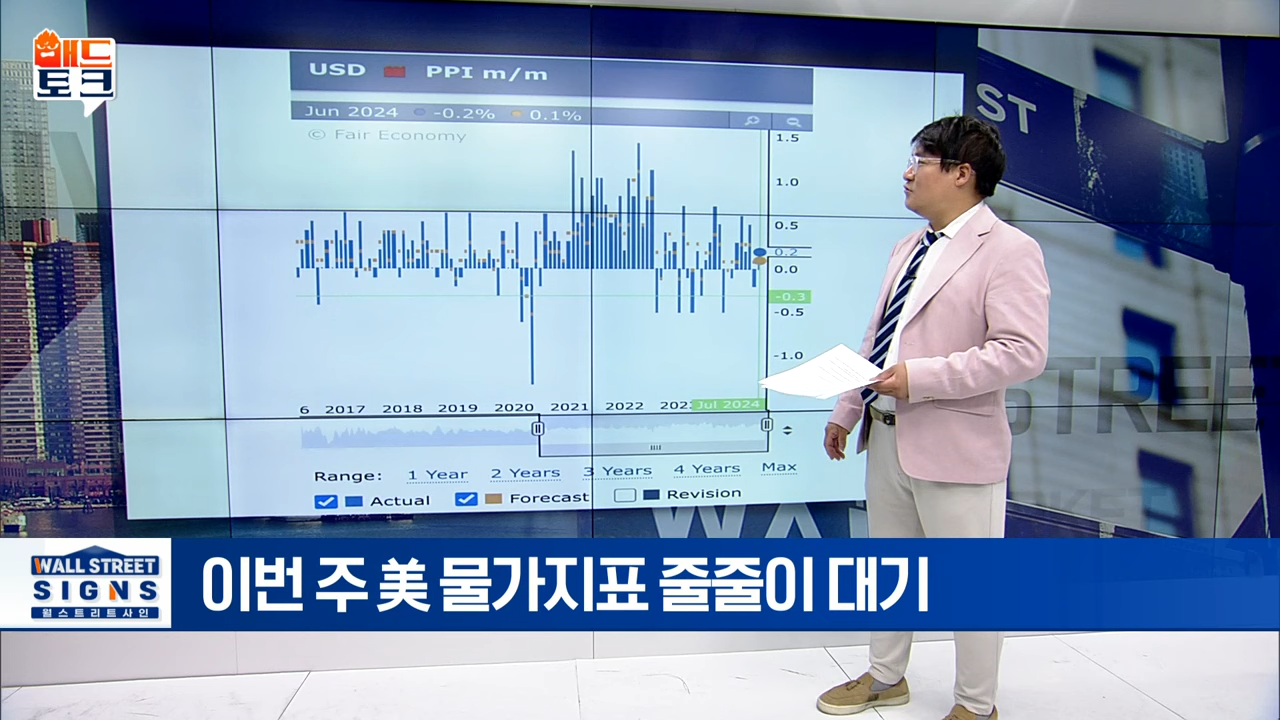 매드
토크
USD PPI m/m
Jun 2024 -0.2% 0.1%
© Fair Economy
1.5
1.0
0.5
0.2
0.0
-0.3
-0.5
-1.0
6 2017 2018 2019 2020 2021 2022 202 Jul 2024
Range: 1 Year 2 Years 3 Years 4 Years Max
Actual Forecast Revision
ST
STREE
WALL STREET
SIGNS
월스트리트사인
이번 주 美 물가지표 줄줄이 대기